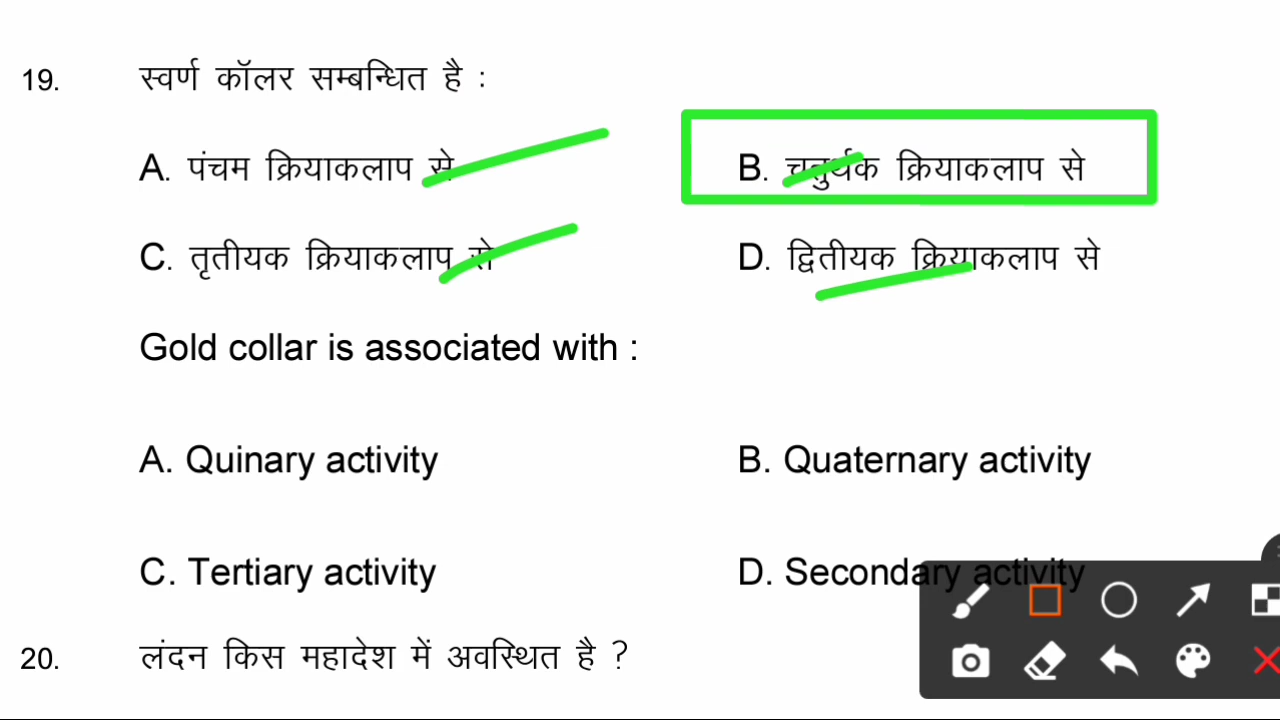 19. स्वर्ण कॉलर सम्बन्धित है :
A. पंचम क्रियाकलाप से B. चतुर्थक क्रियाकलाप से
C. तृतीयक क्रियाकलाप से D. द्वितीयक क्रियाकलाप से
Gold collar is associated with :
A. Quinary activity B. Quaternary activity
C. Tertiary activity D. Secondary activity
20. लंदन किस महादेश में अवस्थित है ?